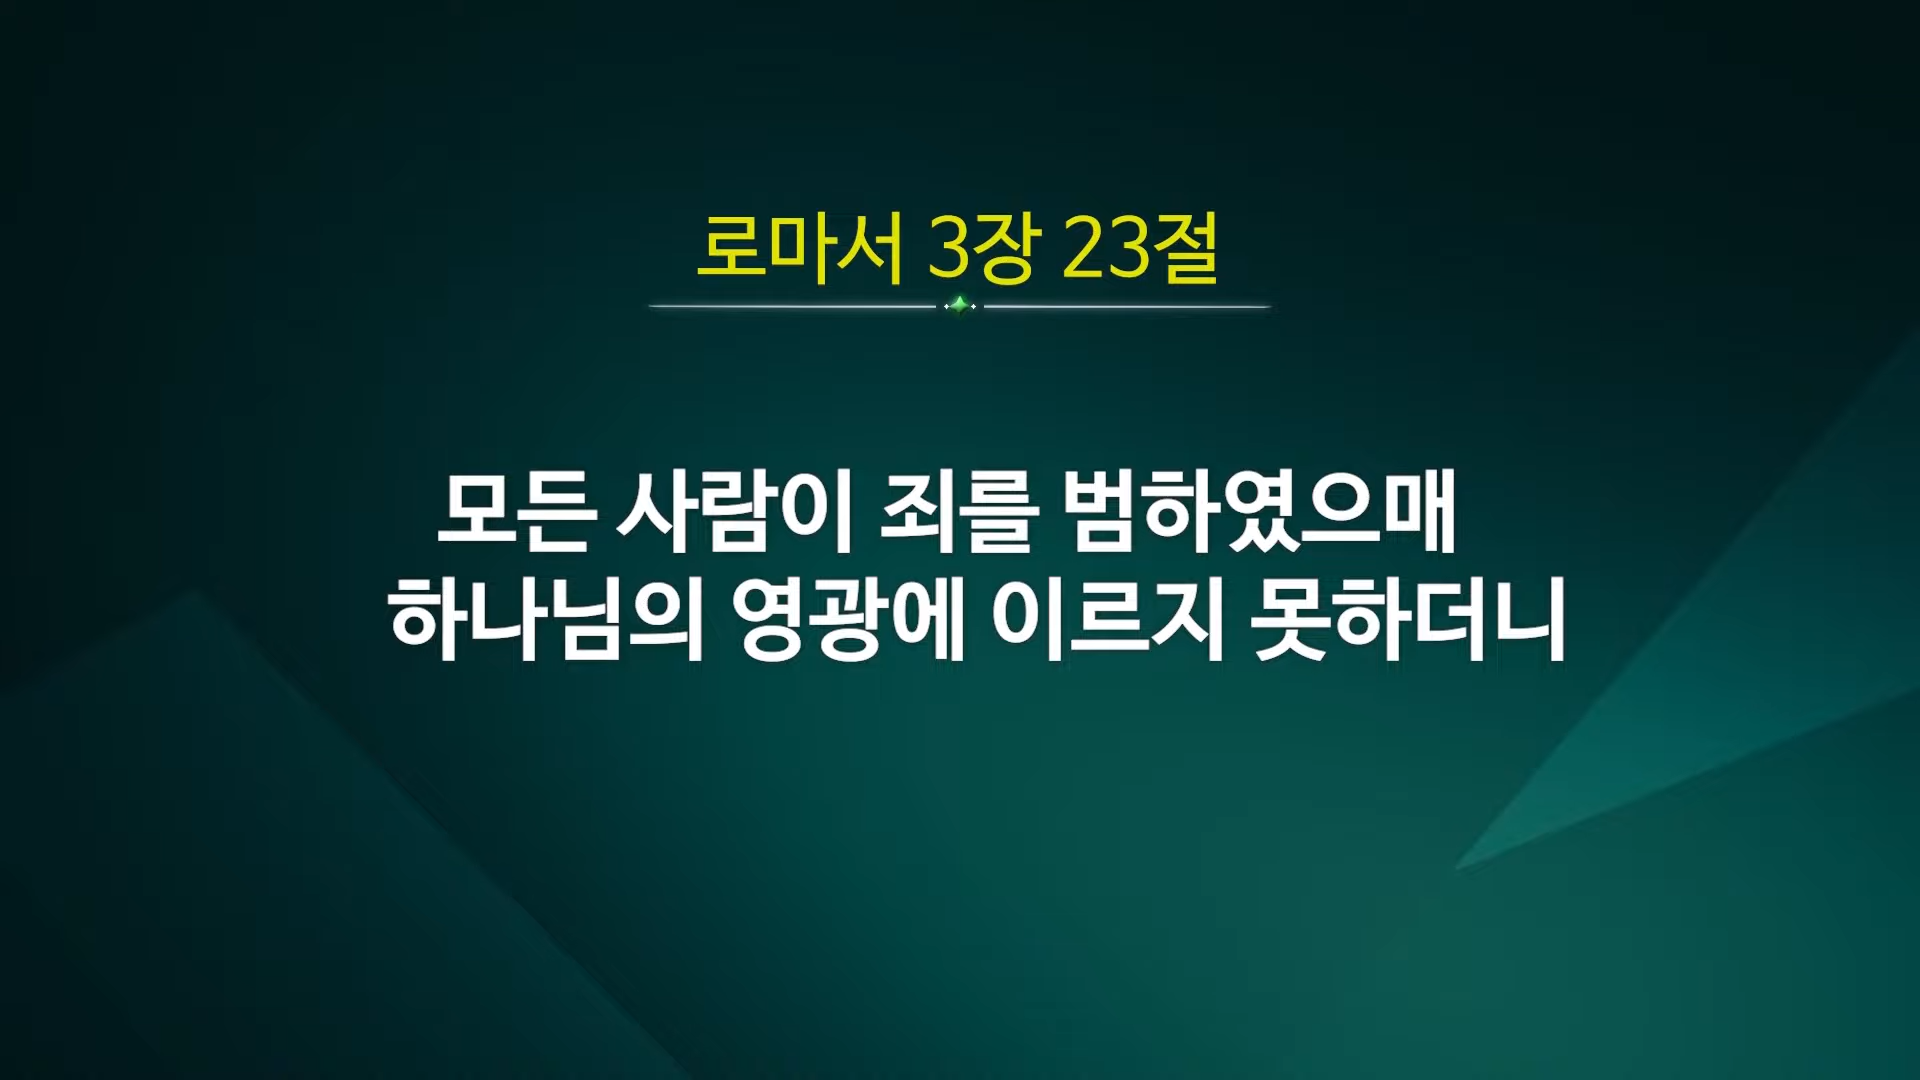 로마서 3장 23절
모든 사람이 죄를 범하였으매
하나님의 영광에 이르지 못하더니